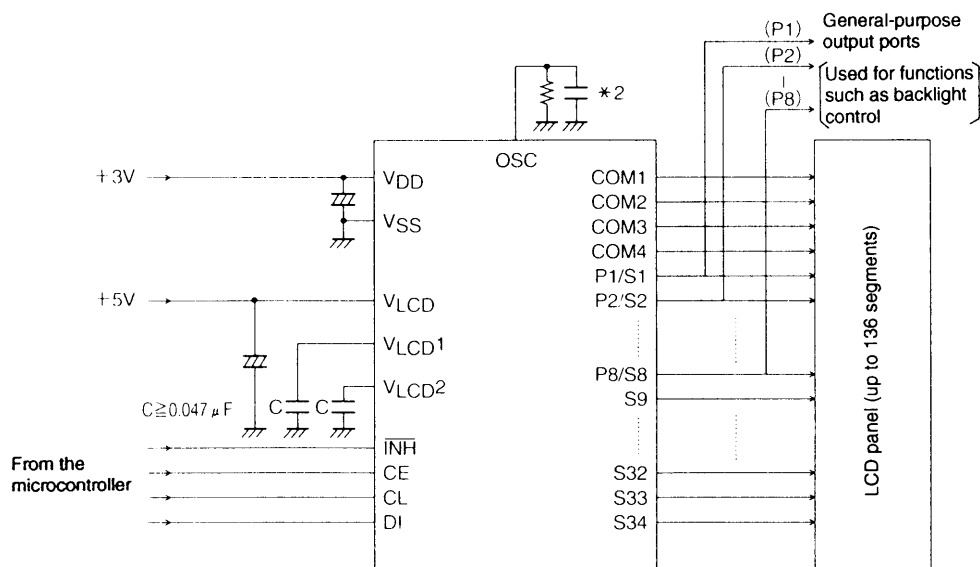 (P1)
General-purpose
output ports
(P2)
(P8)
Used for functions
such as backlight
control
*2
OSC
+3V
VDD
VSS
+5V
VLCD
VLCD1
VLCD2
C≧0.047 μF
C
C
From the
microcontroller
INH
CE
CL
DI
COM1
COM2
COM3
COM4
P1/S1
P2/S2
P8/S8
S9
S32
S33
S34
LCD panel (up to 136 segments)